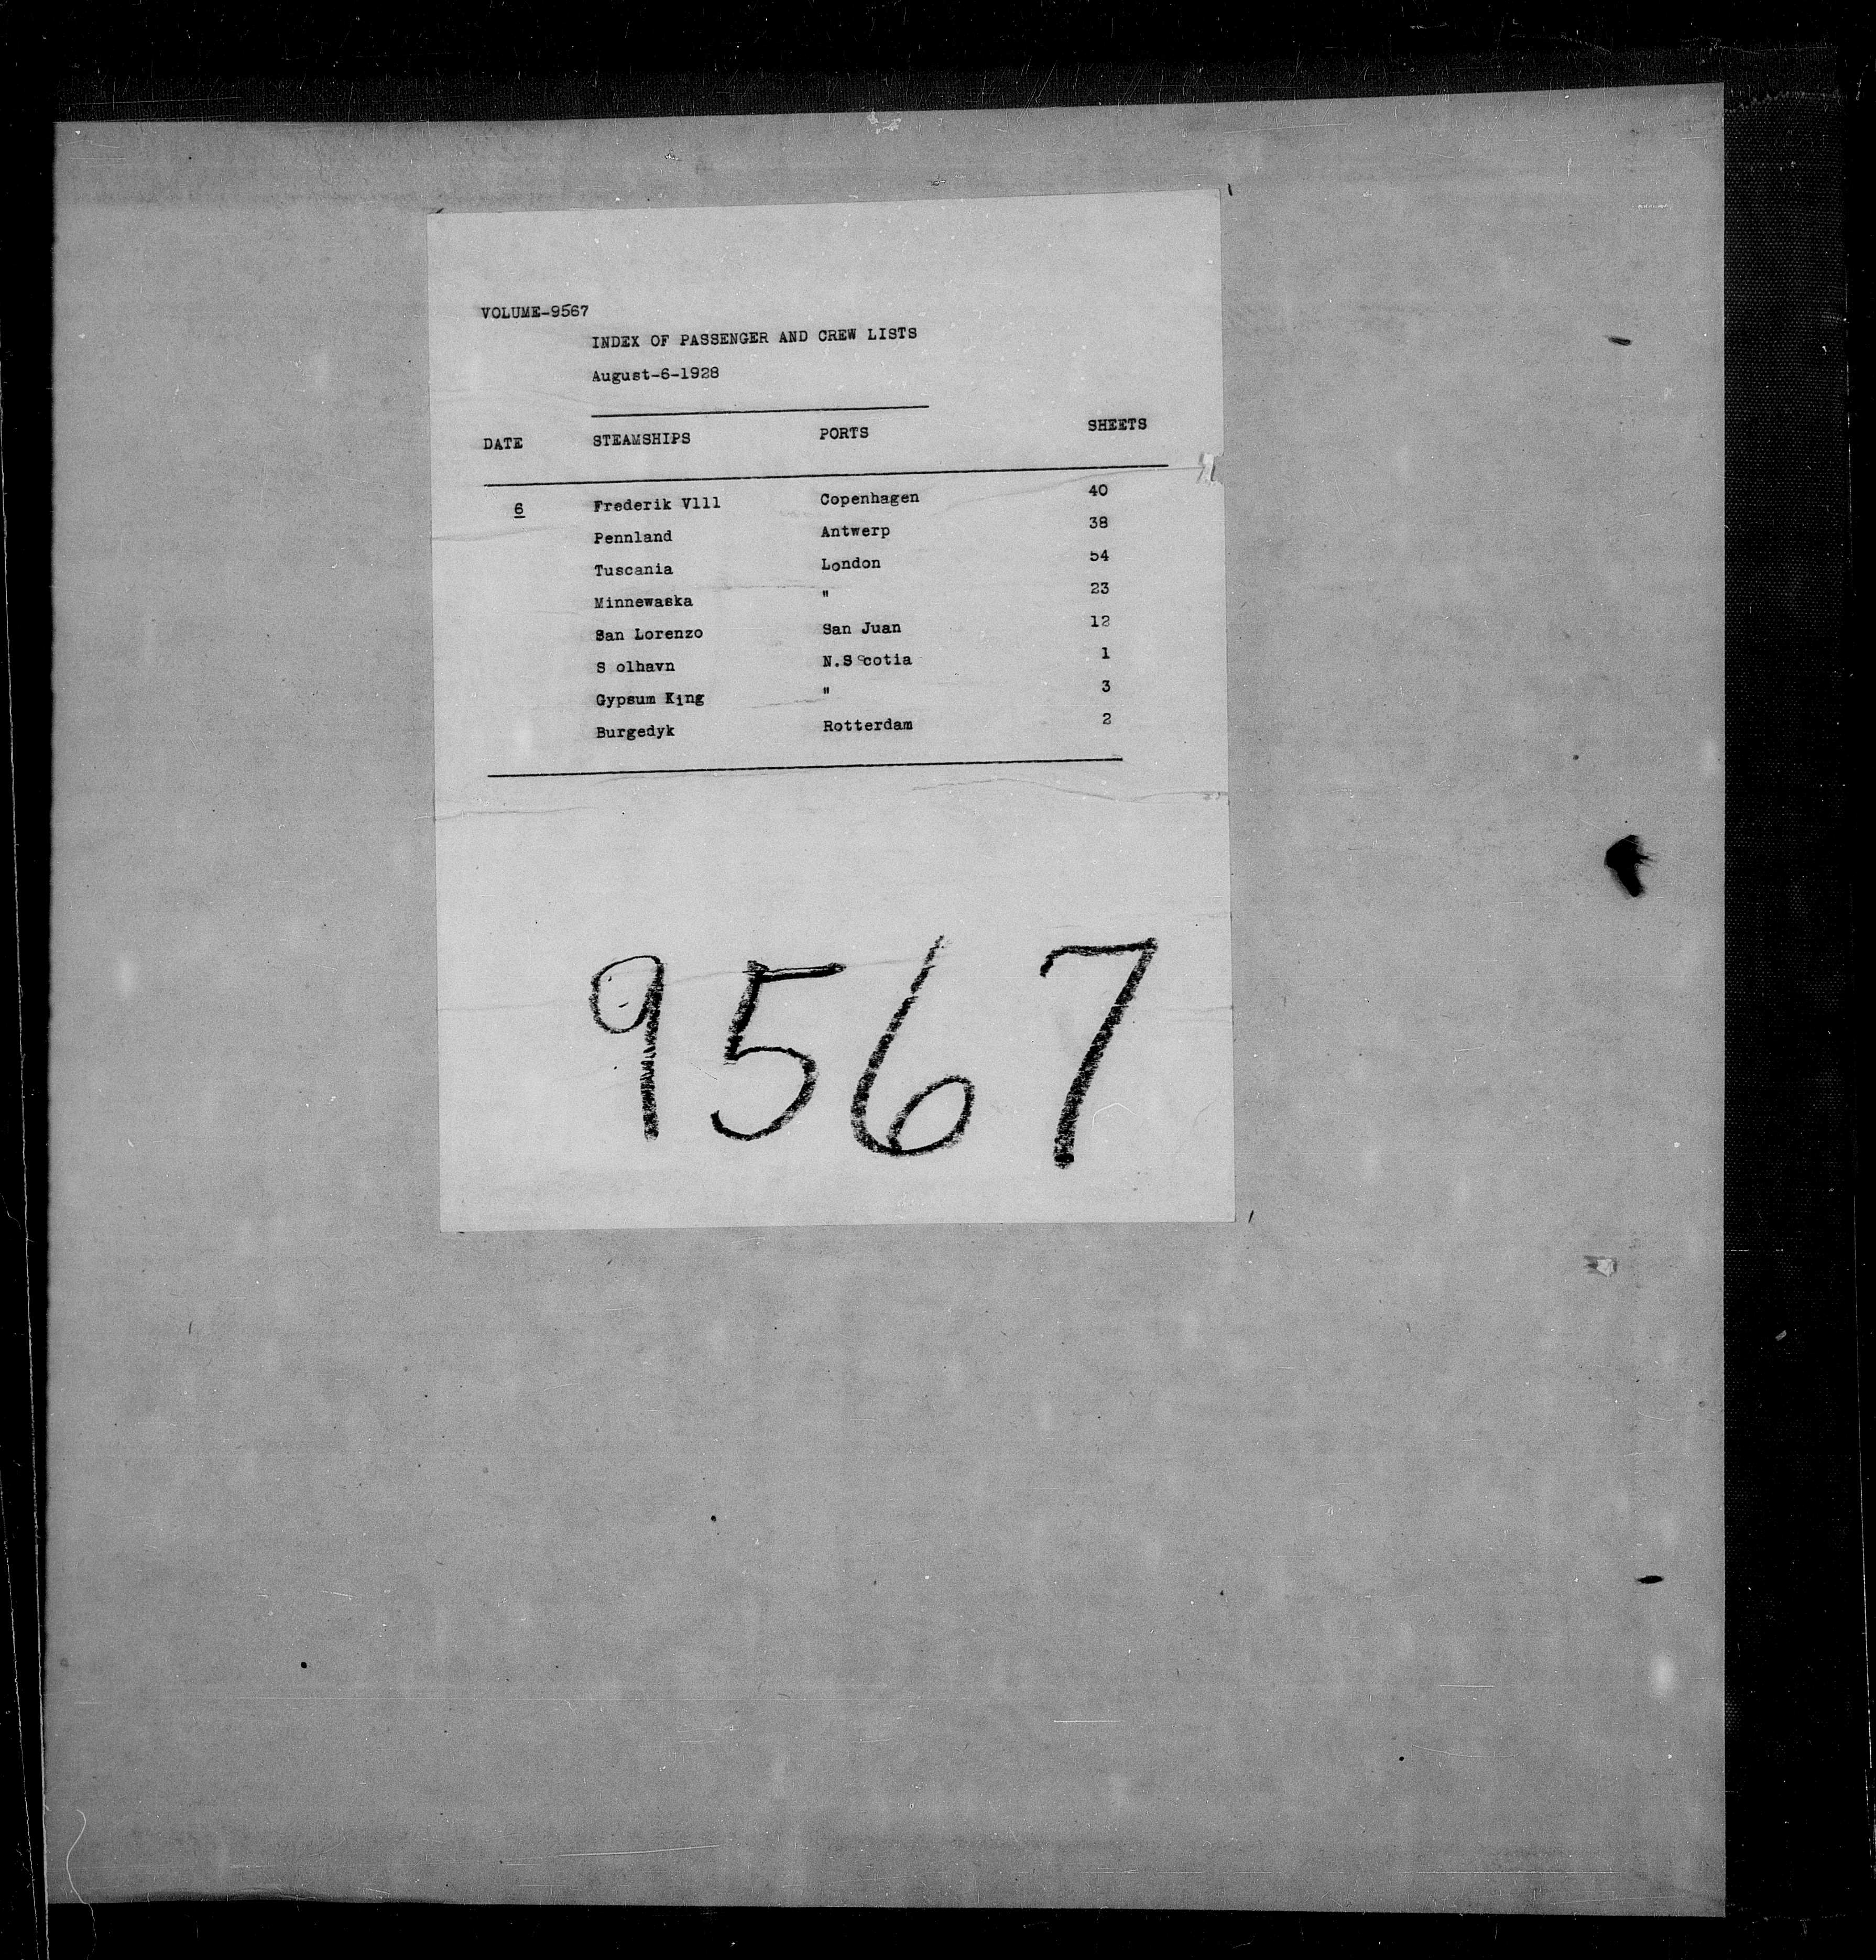 VOLUME-9567
INDEX OF PASSENGER AND CREW LISTS
August-6-1928
DATE STEAMSHIPS PORTS SHEETS
6 Frederik V111 Copenhagen 40
Pennland Antwerp 38
Tuscania London 54
Minnewaska " 23
San Lorenzo San Juan 12
S olhavn N.Scotia 1
Gypsum King " 3
Burgedyk Rotterdam 2
9567